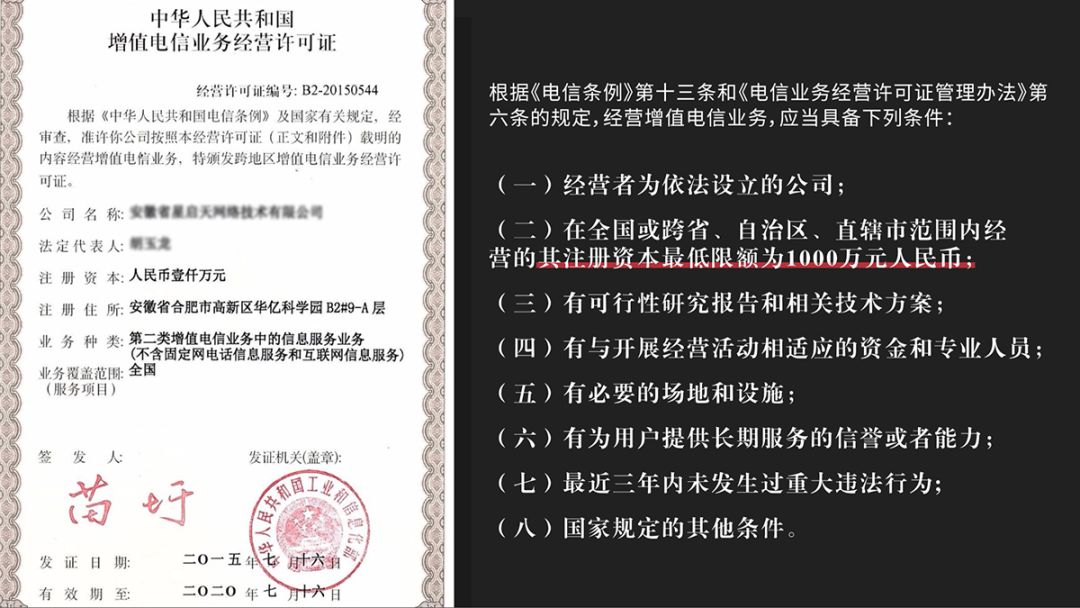 中华人民共和国
增值电信业务经营许可证
经营许可证编号: B2-20150544
根据《中华人民共和国电信条例》及国家有关规定，经
审查，准许你公司按照本经营许可证（正文和附件）载明的
内容经营增值电信业务，特颁发跨地区增值电信业务经营许
可证。
公司名称:
法定代表人:
注册资本: 人民币壹仟万元
注册住所: 安徽省合肥市高新区华亿科学园 B2#9-A 层
业务种类: 第二类增值电信业务中的信息服务业务
(不含固定网电话信息服务和互联网信息服务)
业务覆盖范围: 全国
（服务项目）
签发人: 发证机关(盖章):
苗圩
中华人民共和国工业和信息化部
发证日期: 二〇一五年七月十六日
有效期至: 二〇二〇年七月十六日
根据《电信条例》第十三条和《电信业务经营许可证管理办法》第
六条的规定，经营增值电信业务，应当具备下列条件：
（一）经营者为依法设立的公司；
（二）在全国或跨省、自治区、直辖市范围内经
营的其注册资本最低限额为1000万元人民币；
（三）有可行性研究报告和相关技术方案；
（四）有与开展经营活动相适应的资金和专业人员；
（五）有必要的场地和设施；
（六）有为用户提供长期服务的信誉或者能力；
（七）最近三年内未发生过重大违法行为；
（八）国家规定的其他条件。